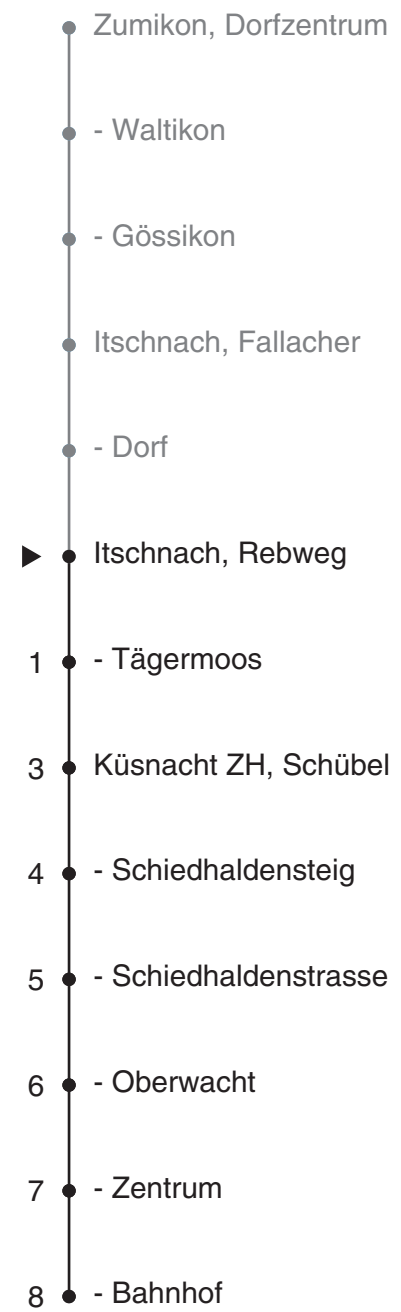 Zumikon, Dorfzentrum
- Waltikon
- Gössikon
Itschnach, Fallacher
- Dorf
Itschnach, Rebweg
1 - Tägermoos
3 Küsnacht ZH, Schübel
4 - Schiedhaldensteig
5 - Schiedhaldenstrasse
6 - Oberwacht
7 - Zentrum
8 - Bahnhof